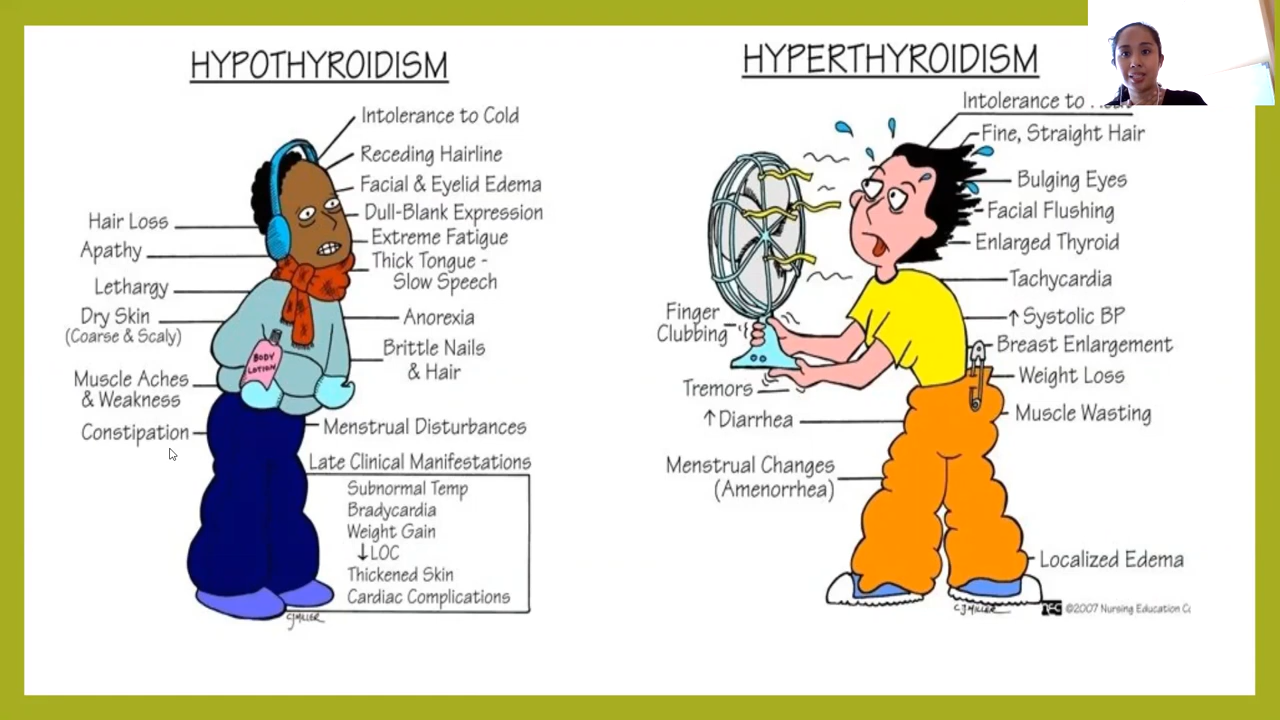 HYPOTHYROIDISM
Intolerance to Cold
Receding Hairline
Facial & Eyelid Edema
Dull-Blank Expression
Extreme Fatigue
Thick Tongue -
Slow Speech
Anorexia
Brittle Nails
& Hair
Menstrual Disturbances
Hair Loss
Apathy
Lethargy
Dry Skin
(Coarse & Scaly)
Muscle Aches
& Weakness
Constipation
BODY
LOTION
Late Clinical Manifestations
Subnormal Temp
Bradycardia
Weight Gain
↓LOC
Thickened Skin
Cardiac Complications
CJMILLER
HYPERTHYROIDISM
Intolerance to
Fine, Straight Hair
Bulging Eyes
Facial Flushing
Enlarged Thyroid
Tachycardia
↑ Systolic BP
Breast Enlargement
Weight Loss
Muscle Wasting
Localized Edema
Finger
Clubbing
Tremors
↑Diarrhea
Menstrual Changes
(Amenorrhea)
CJMILLER
©2007 Nursing Education